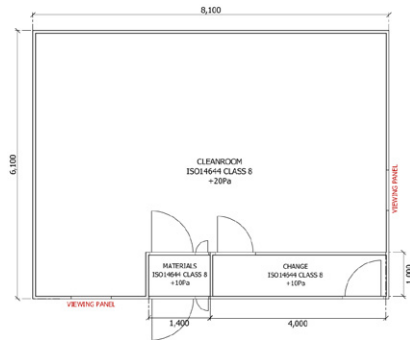 8,100
6,100
CLEANROOM
ISO14644 CLASS 8
+20Pa
VIEWING PANEL
MATERIALS
ISO14644 CLASS 8
+10Pa
CHANGE
ISO14644 CLASS 8
+10Pa
1,000
VIEWING PANEL
1,400
4,000